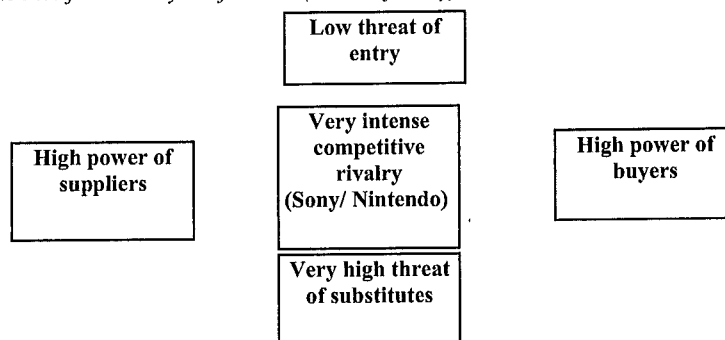 Low threat of
entry
Very intense
competitive
rivalry
(Sony/ Nintendo)
High power of
suppliers
High power of
buyers
Very high threat
of substitutes